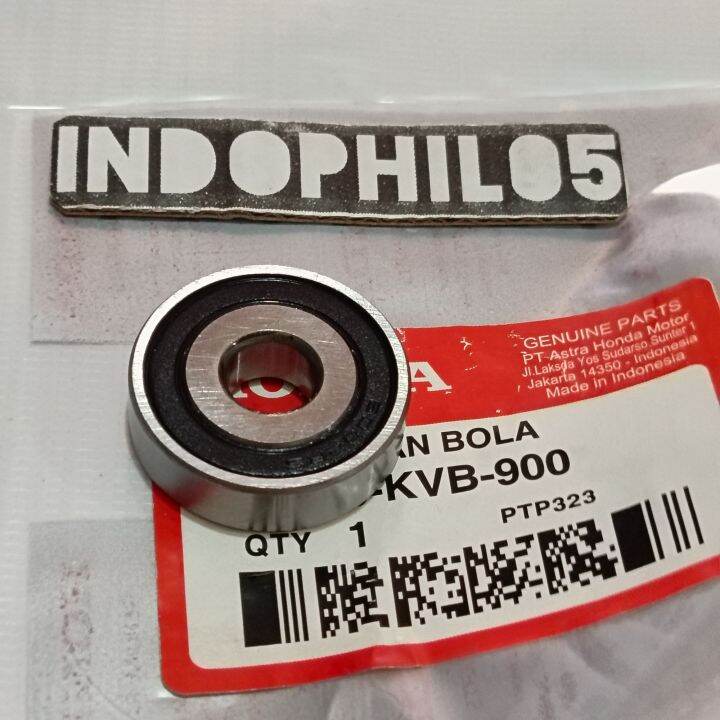 INDOPHILO5
GENUINE PARTS
PT Astra Honda Motor
Jl.Laksda Yos Sudarso Sunter 1
Jakarta 14350 - Indonesia
Made in Indonesia
BOLA
-KVB-900
PTP323
QTY 1